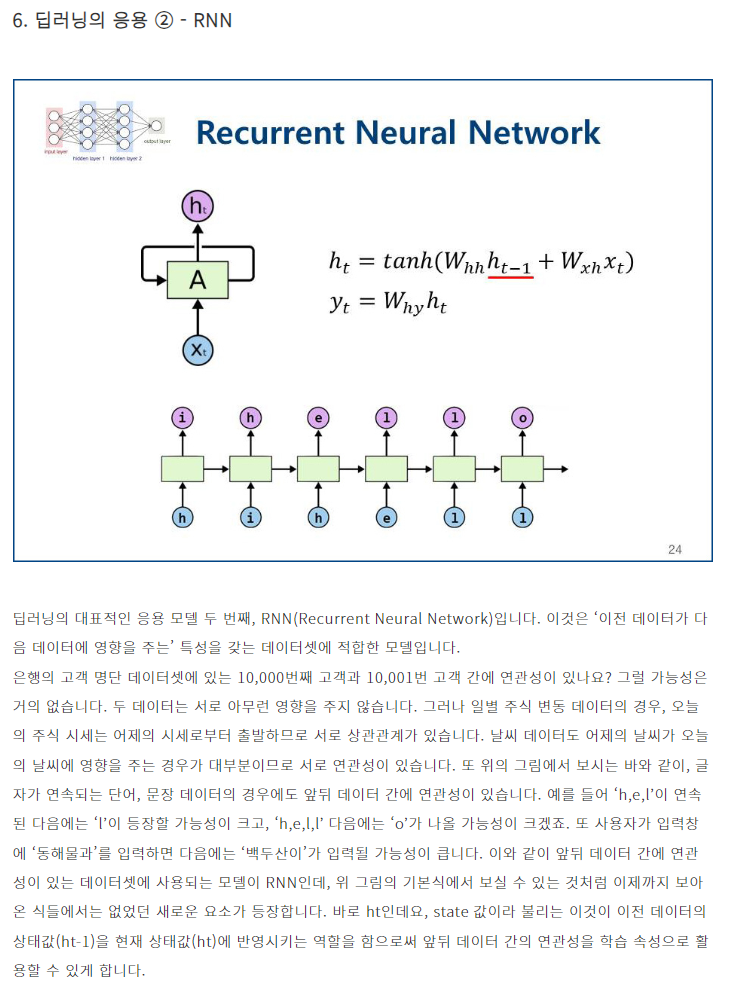 6. 딥러닝의 응용 ② - RNN
Recurrent Neural Network
input layer
hidden layer 1
hidden layer 2
output layer
hₜ
A
xₜ
hₜ = tanh(Wₕₕhₜ₋₁ + Wₓₕxₜ)
yₜ = Wₕyhₜ
i h e l l o
h i h e l l
24
딥러닝의 대표적인 응용 모델 두 번째, RNN(Recurrent Neural Network)입니다. 이것은 ‘이전 데이터가 다
음 데이터에 영향을 주는’ 특성을 갖는 데이터셋에 적합한 모델입니다.
은행의 고객 명단 데이터셋에 있는 10,000번째 고객과 10,001번 고객 간에 연관성이 있나요? 그럴 가능성은
거의 없습니다. 두 데이터는 서로 아무런 영향을 주지 않습니다. 그러나 일별 주식 변동 데이터의 경우, 오늘
의 주식 시세는 어제의 시세로부터 출발하므로 서로 상관관계가 있습니다. 날씨 데이터도 어제의 날씨가 오늘
의 날씨에 영향을 주는 경우가 대부분이므로 서로 연관성이 있습니다. 또 위의 그림에서 보시는 바와 같이, 글
자가 연속되는 단어, 문장 데이터의 경우에도 앞뒤 데이터 간에 연관성이 있습니다. 예를 들어 ‘h,e,l’이 연속
된 다음에는 ‘l’이 등장할 가능성이 크고, ‘h,e,l,l’ 다음에는 ‘o’가 나올 가능성이 크겠죠. 또 사용자가 입력창
에 ‘동해물과’를 입력하면 다음에는 ‘백두산이’가 입력될 가능성이 큽니다. 이와 같이 앞뒤 데이터 간에 연관
성이 있는 데이터셋에 사용되는 모델이 RNN인데, 위 그림의 기본식에서 보실 수 있는 것처럼 이제까지 보아
온 식들에서는 없었던 새로운 요소가 등장합니다. 바로 ht인데요, state 값이라 불리는 이것이 이전 데이터의
상태값(ht-1)을 현재 상태값(ht)에 반영시키는 역할을 함으로써 앞뒤 데이터 간의 연관성을 학습 속성으로 활
용할 수 있게 합니다.